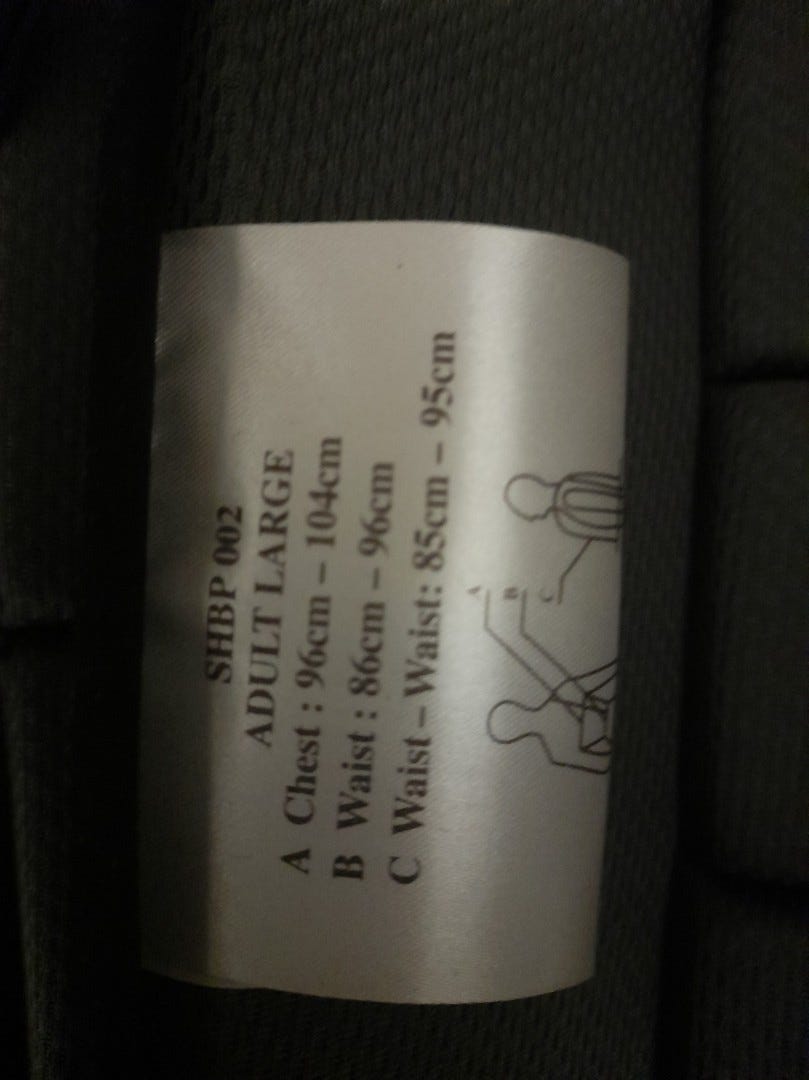 SHBP 002
ADULT LARGE
A Chest : 96cm – 104cm
B Waist : 86cm – 96cm
C Waist – Waist: 85cm – 95cm
A
B
C